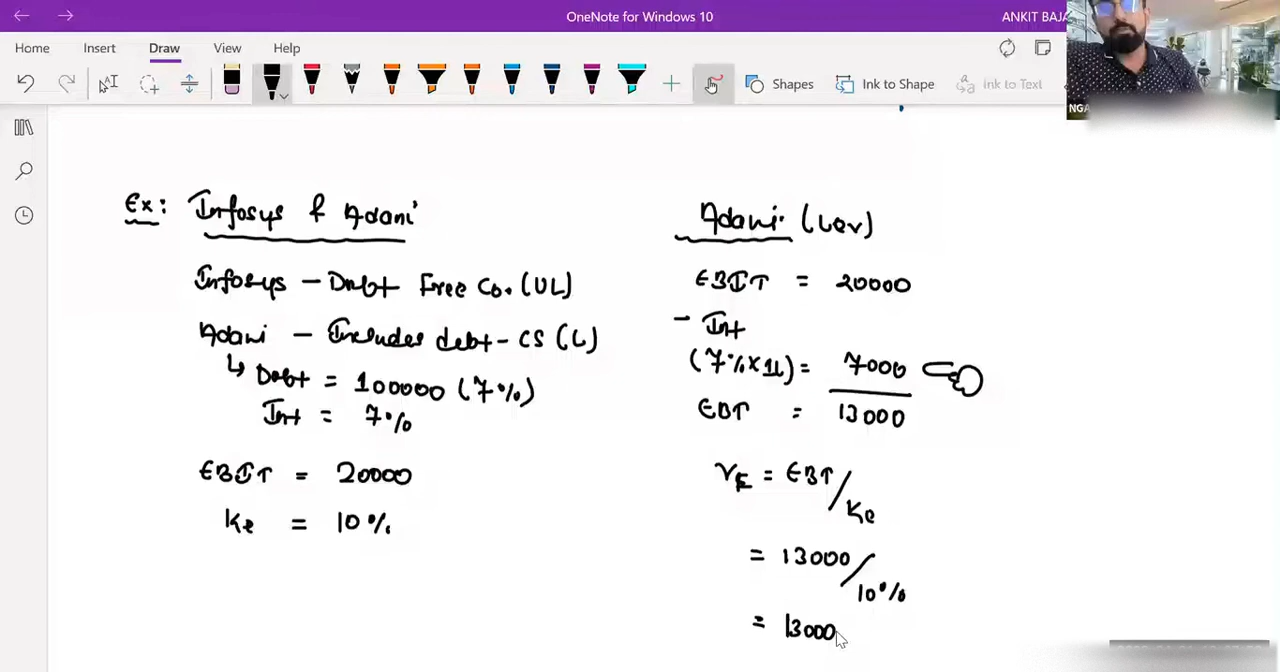 OneNote for Windows 10
ANKIT BAJA
Home Insert Draw View Help
Shapes Ink to Shape Ink to Text
NGA
Ex: Infosys & Adani
Infosys - Debt Free Co. (UL)
Adani - Includes debt - CS (L)
↳ Debt = 100000 (7%)
Int = 7%
EBIT = 20000
Ke = 10%
Adani (Lev)
EBIT = 20000
- Int
(7% x 1L) = 7000
EBT = 13000
VE = EBT/Ke
= 13000/10%
= 13000